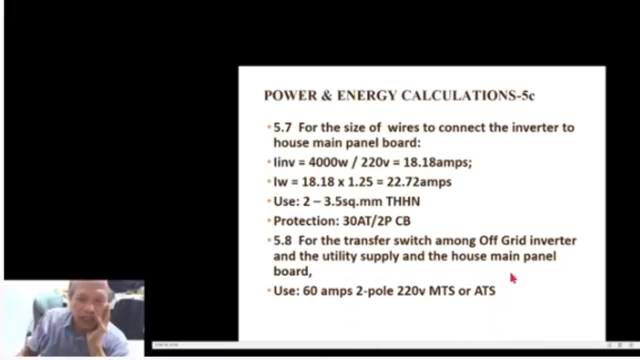 POWER & ENERGY CALCULATIONS-5c
• 5.7 For the size of wires to connect the inverter to
house main panel board:
• Iinv = 4000w / 220v = 18.18amps;
• Iw = 18.18 x 1.25 = 22.72amps
• Use: 2 – 3.5sq.mm THHN
• Protection: 30AT/2P CB
• 5.8 For the transfer switch among Off Grid inverter
and the utility supply and the house main panel
board,
• Use: 60 amps 2-pole 220v MTS or ATS